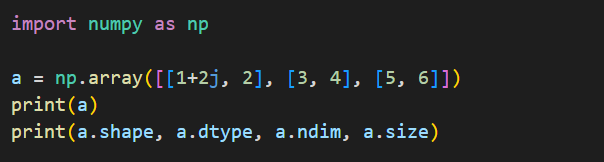 import numpy as np
a = np.array([[1+2j, 2], [3, 4], [5, 6]])
print(a)
print(a.shape, a.dtype, a.ndim, a.size)